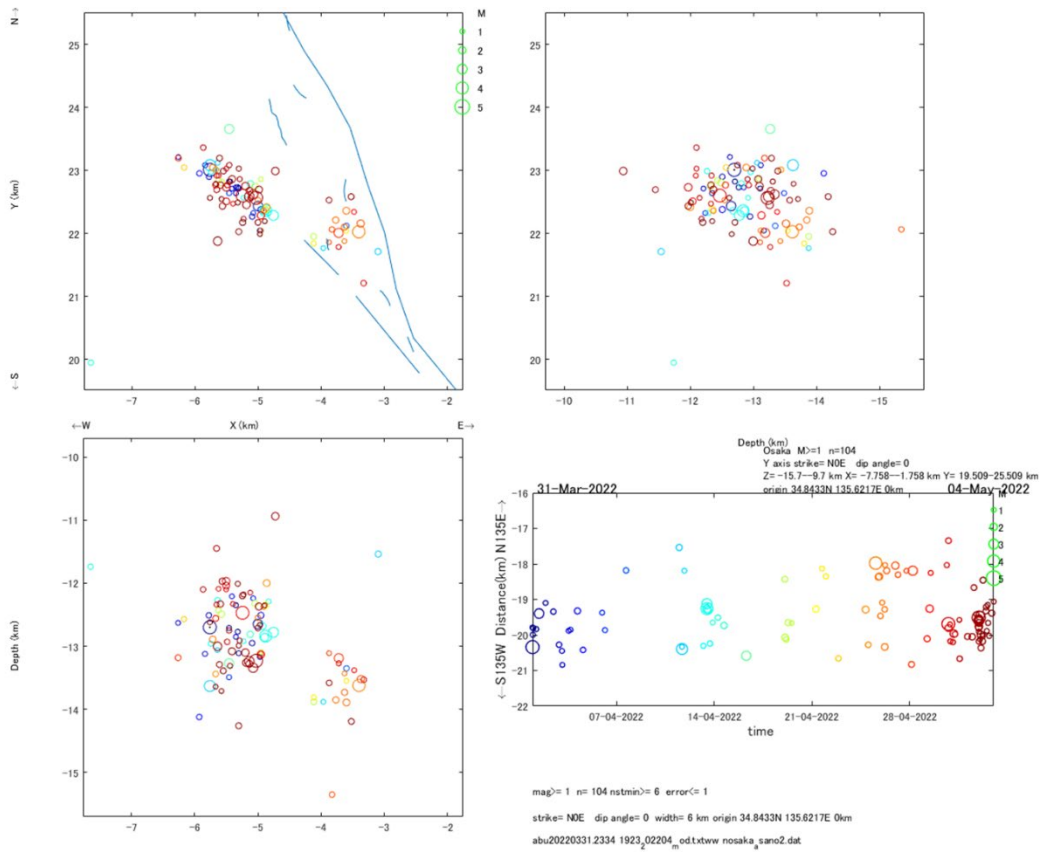 N→
Y (km)
←S
25
24
23
22
21
20
M
1
2
3
4
5
-7
-6
-5
-4
-3
-2
←W
X (km)
E→
-10
-11
-12
-13
-14
-15
Depth (km)
Osaka M>=1 n=104
Y axis strike= N0E dip angle= 0
Z= -15.7--9.7 km X= -7.758--1.758 km Y= 19.509-25.509 km
origin 34.8433N 135.6217E 0km
-10
-11
-12
-13
-14
-15
Depth (km)
-7
-6
-5
-4
-3
-2
31-Mar-2022
04-May-2022
←S135W Distance(km) N135E→
-16
-17
-18
-19
-20
-21
-22
M
1
2
3
4
5
07-04-2022
14-04-2022
21-04-2022
28-04-2022
time
mag>= 1 n= 104 nstmin>= 6 error<= 1
strike= N0E dip angle= 0 width= 6 km origin 34.8433N 135.6217E 0km
abu20220331.2334 1923202204modtxtww nosakaasano2.dat